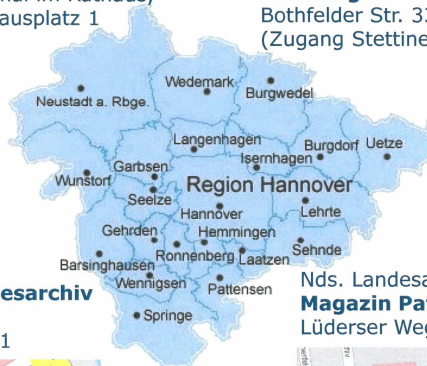 ausplatz 1
Bothfelder Str. 33
(Zugang Stettine
Wedemark
Burgwedel
Neustadt a. Rbge.
Langenhagen
Burgdorf
Uetze
Isernhagen
Garbsen
Wunstorf
Region Hannover
Seelze
Hannover
Lehrte
Gehrden
Hemmingen
Sehnde
Ronnenberg
Laatzen
Barsinghausen
Wennigsen
Pattensen
Springe
esarchiv
1
Nds. Landesa
Magazin Pa
Lüderser Weg